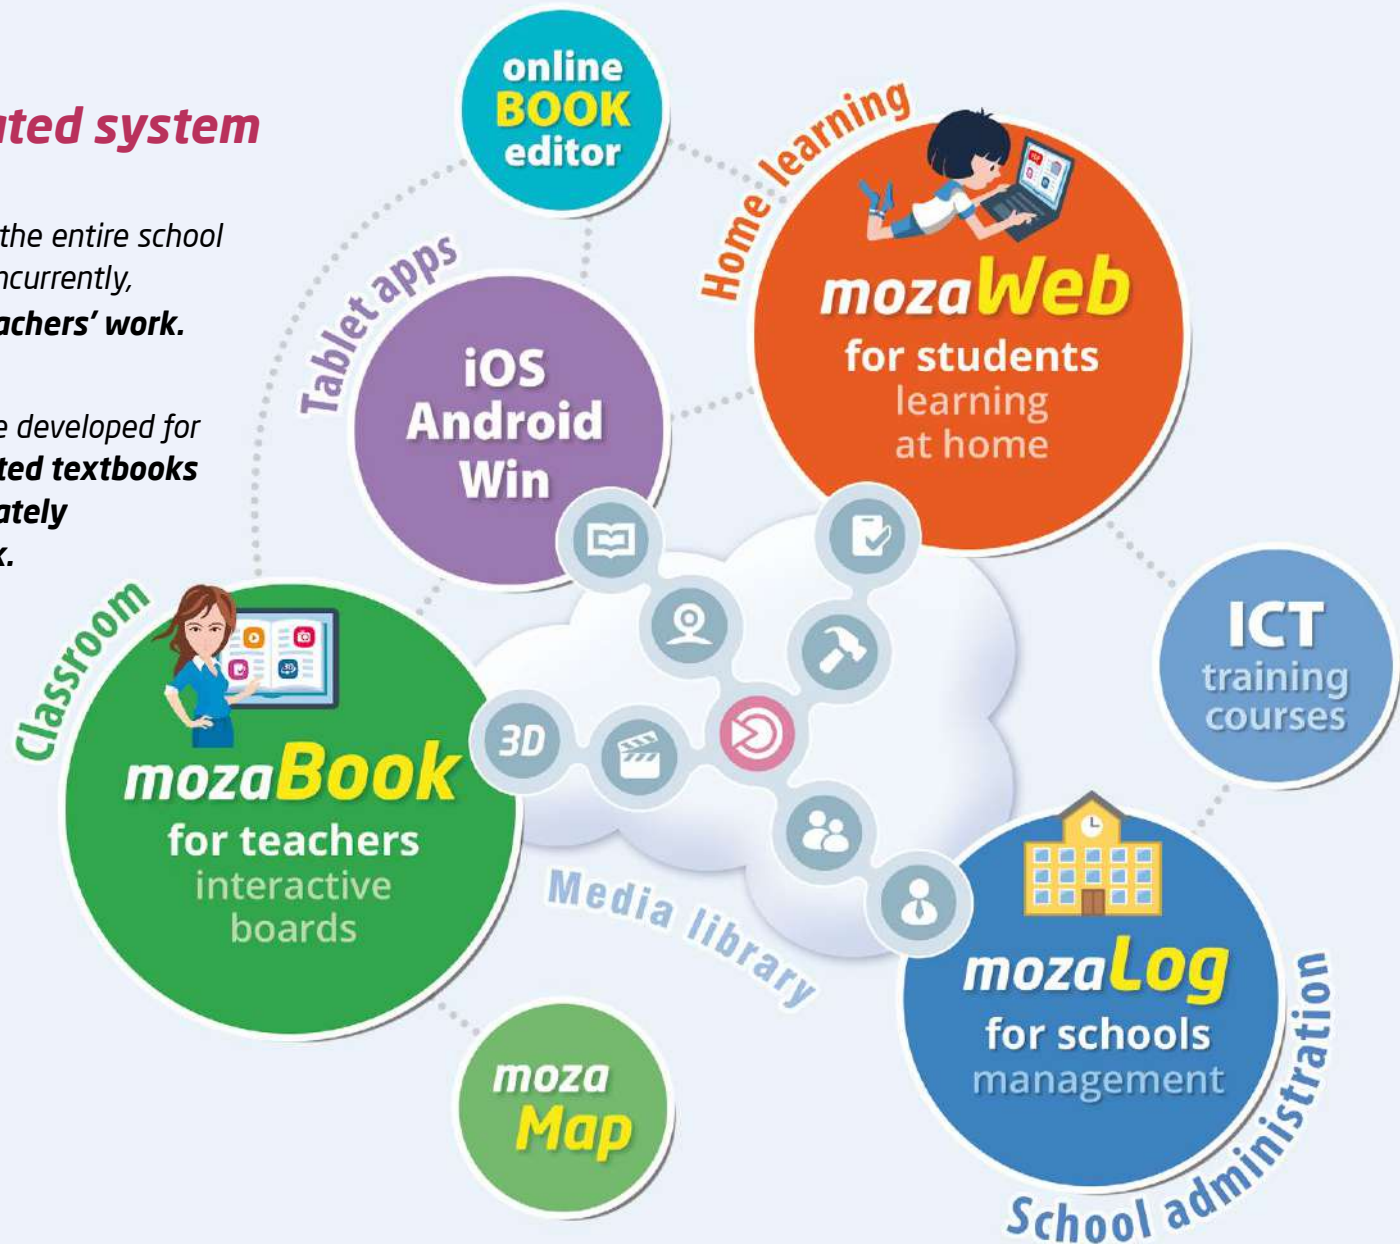 ated system
the entire school
ncurrently,
achers' work.
e developed for
ted textbooks
ately
k.
online
BOOK
editor
Tablet apps
iOS
Android
Win
Home learning
mozaWeb
for students
learning
at home
ICT
training
courses
Classroom
mozaBook
for teachers
interactive
boards
3D
Media library
moza
Map
mozaLog
for schools
management
School administration